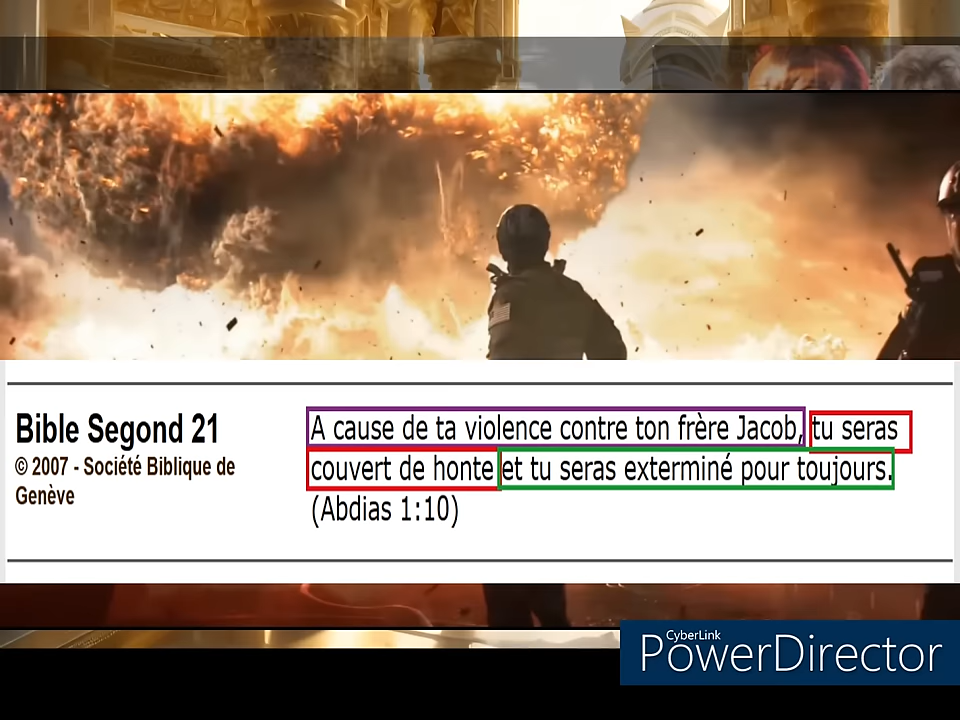 Bible Segond 21
© 2007 - Société Biblique de
Genève
A cause de ta violence contre ton frère Jacob, tu seras
couvert de honte et tu seras exterminé pour toujours.
(Abdias 1:10)
CyberLink
PowerDirector